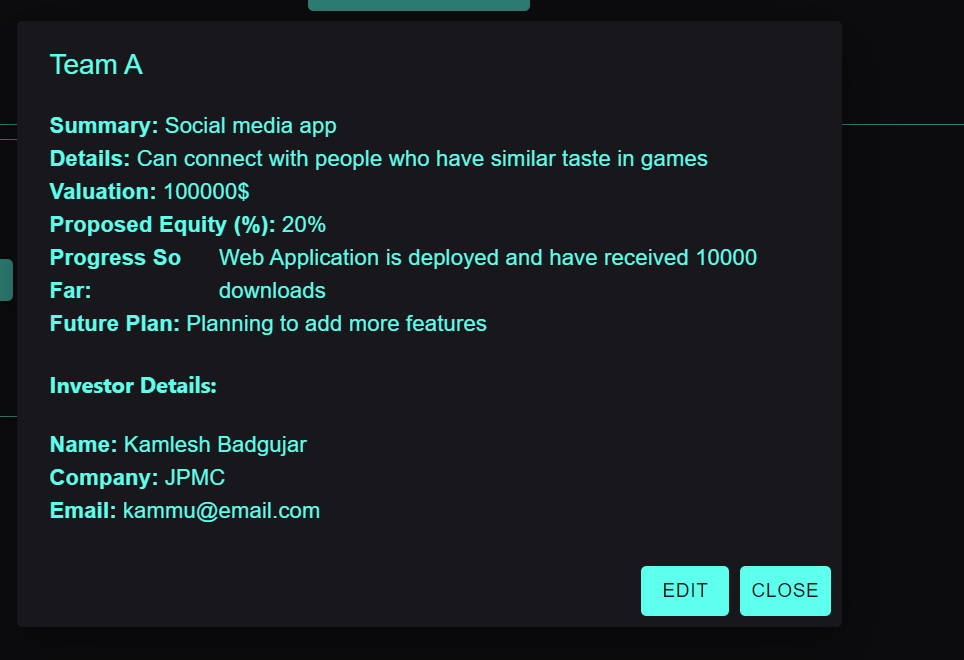 Team A
Summary: Social media app
Details: Can connect with people who have similar taste in games
Valuation: 100000$
Proposed Equity (%): 20%
Progress So Web Application is deployed and have received 10000
Far: downloads
Future Plan: Planning to add more features
Investor Details:
Name: Kamlesh Badgujar
Company: JPMC
Email: kammu@email.com
EDIT CLOSE